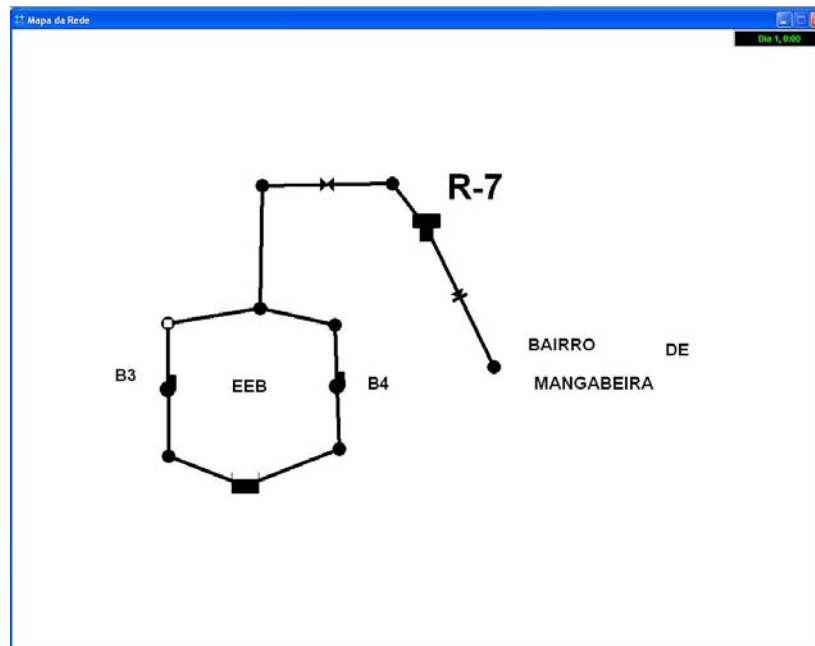 Mapa da Rede
Dia 1, 0:00
R-7
BAIRRO DE
MANGABEIRA
B3
EEB
B4